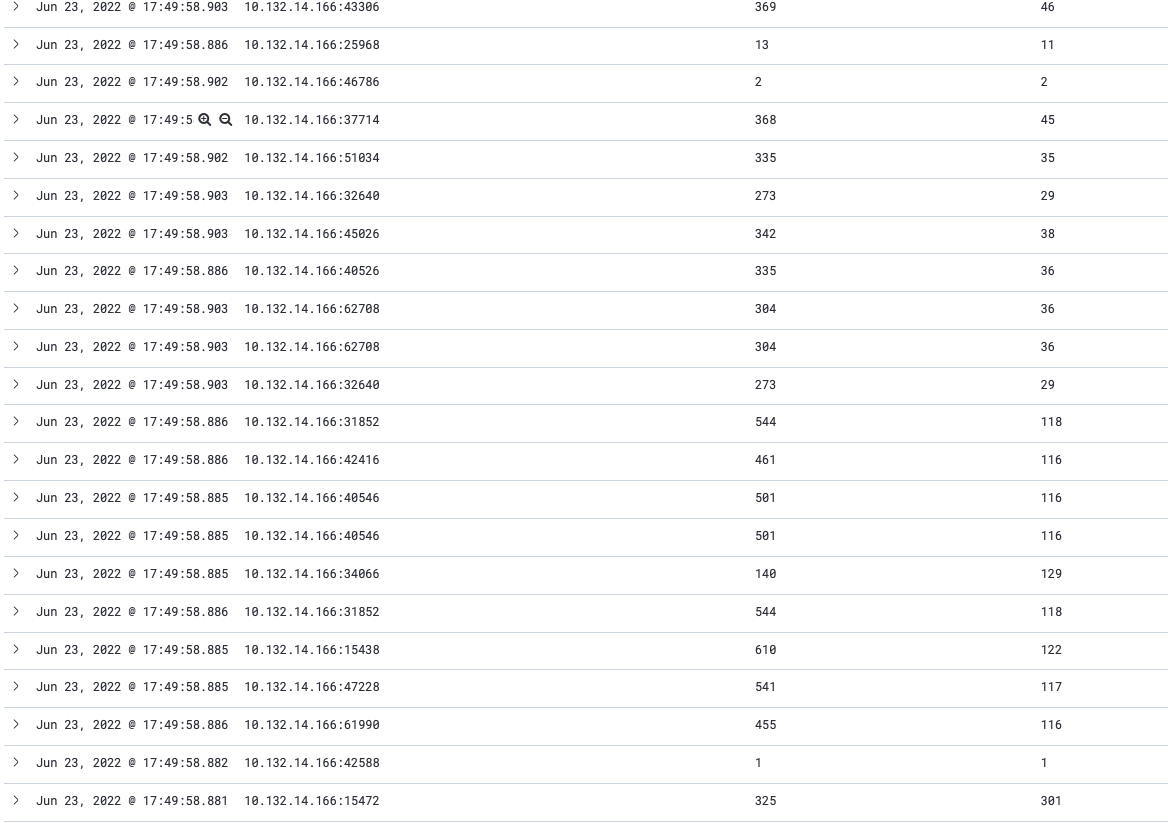 Jun 23, 2022 @ 17:49:58.903 10.132.14.166:43306 369 46
Jun 23, 2022 @ 17:49:58.886 10.132.14.166:25968 13 11
Jun 23, 2022 @ 17:49:58.902 10.132.14.166:46786 2 2
Jun 23, 2022 @ 17:49:5 10.132.14.166:37714 368 45
Jun 23, 2022 @ 17:49:58.902 10.132.14.166:51034 335 35
Jun 23, 2022 @ 17:49:58.903 10.132.14.166:32640 273 29
Jun 23, 2022 @ 17:49:58.903 10.132.14.166:45026 342 38
Jun 23, 2022 @ 17:49:58.886 10.132.14.166:40526 335 36
Jun 23, 2022 @ 17:49:58.903 10.132.14.166:62708 304 36
Jun 23, 2022 @ 17:49:58.903 10.132.14.166:62708 304 36
Jun 23, 2022 @ 17:49:58.903 10.132.14.166:32640 273 29
Jun 23, 2022 @ 17:49:58.886 10.132.14.166:31852 544 118
Jun 23, 2022 @ 17:49:58.886 10.132.14.166:42416 461 116
Jun 23, 2022 @ 17:49:58.885 10.132.14.166:40546 501 116
Jun 23, 2022 @ 17:49:58.885 10.132.14.166:40546 501 116
Jun 23, 2022 @ 17:49:58.885 10.132.14.166:34066 140 129
Jun 23, 2022 @ 17:49:58.886 10.132.14.166:31852 544 118
Jun 23, 2022 @ 17:49:58.885 10.132.14.166:15438 610 122
Jun 23, 2022 @ 17:49:58.885 10.132.14.166:47228 541 117
Jun 23, 2022 @ 17:49:58.886 10.132.14.166:61990 455 116
Jun 23, 2022 @ 17:49:58.882 10.132.14.166:42588 1 1
Jun 23, 2022 @ 17:49:58.881 10.132.14.166:15472 325 301